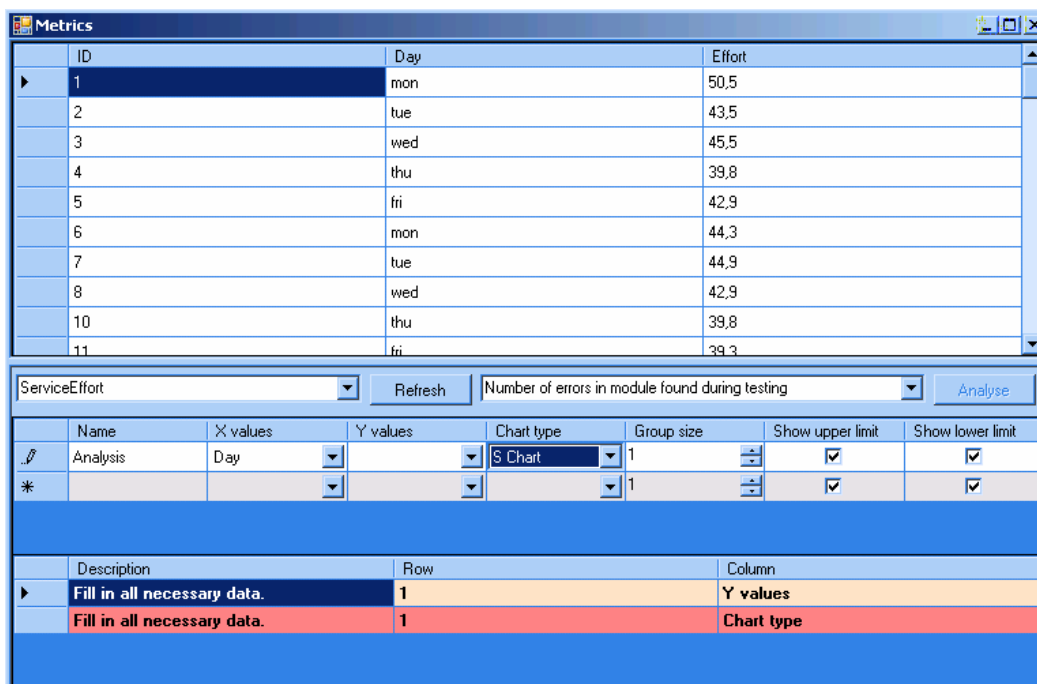 Metrics
ID Day Effort
1 mon 50,5
2 tue 43,5
3 wed 45,5
4 thu 39,8
5 fri 42,9
6 mon 44,3
7 tue 44,9
8 wed 42,9
10 thu 39,8
11 fri 39,3
ServiceEffort Refresh Number of errors in module found during testing Analyse
Name X values Y values Chart type Group size Show upper limit Show lower limit
Analysis Day S Chart 1
1
Description Row Column
Fill in all necessary data. 1 Y values
Fill in all necessary data. 1 Chart type